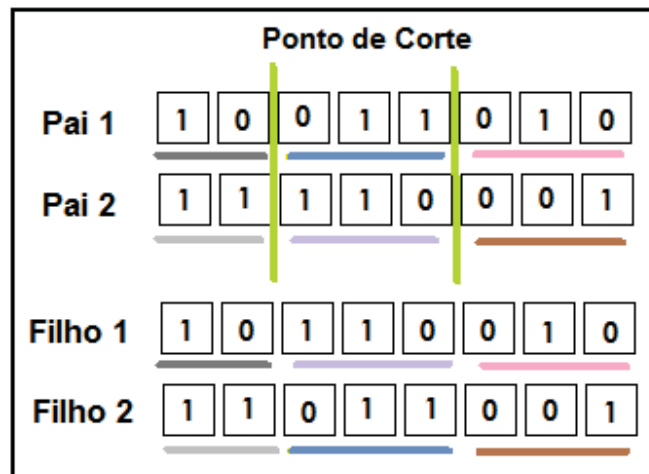 Ponto de Corte
Pai 1 1 0 0 1 1 0 1 0
Pai 2 1 1 1 1 0 0 0 1
Filho 1 1 0 1 1 0 0 1 0
Filho 2 1 1 0 1 1 0 0 1